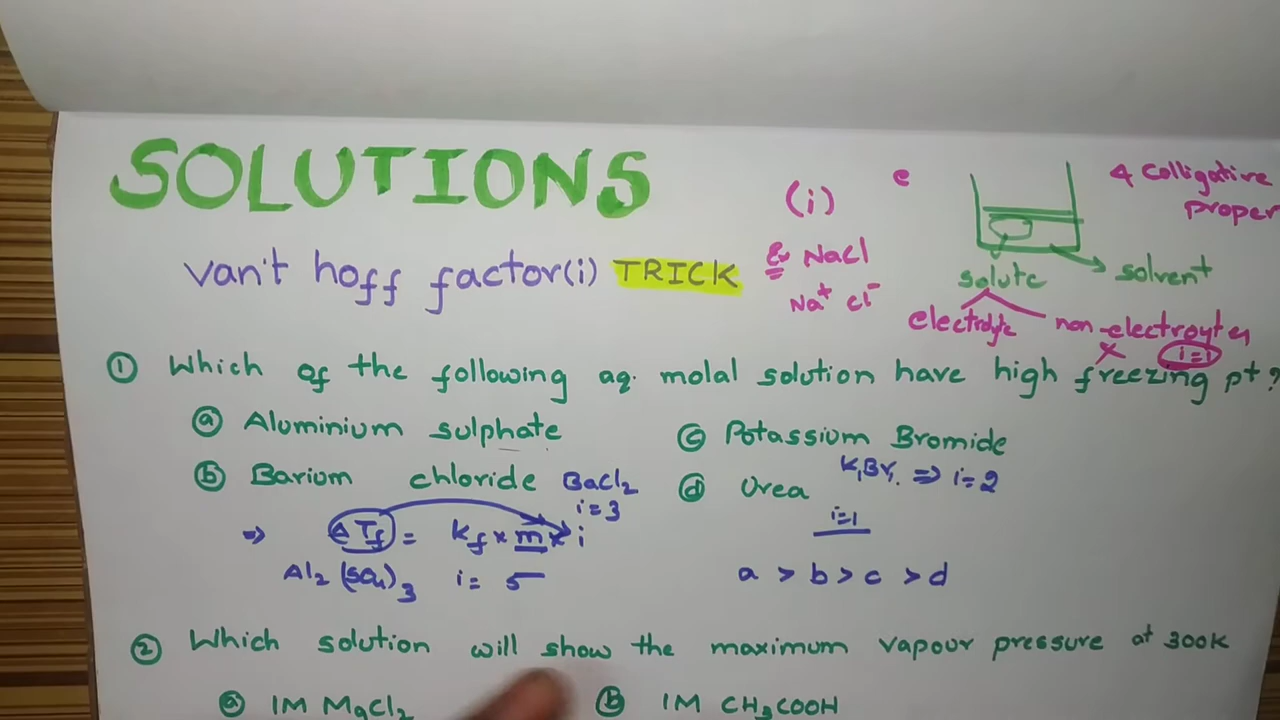 SOLUTIONS
van't hoff factor(i) TRICK
(i)
Ex NaCl
Na⁺ Cl⁻
e
4 Colligative
proper
solute
solvent
electrolyte
non-electroytes
× i=1
① Which of the following aq. molal solution have high freezing pt?
ⓐ Aluminium sulphate
ⓒ Potassium Bromide
K₁Br₁ ⇒ i=2
ⓑ Barium chloride BaCl₂
i=3
ⓓ Urea
i=1
⇒ ΔTf = kf × m × i
Al₂(SO₄)₃ i= 5
a > b > c > d
② Which solution will show the maximum vapour pressure at 300K
ⓐ 1M MgCl₂
ⓑ 1M CH₃COOH